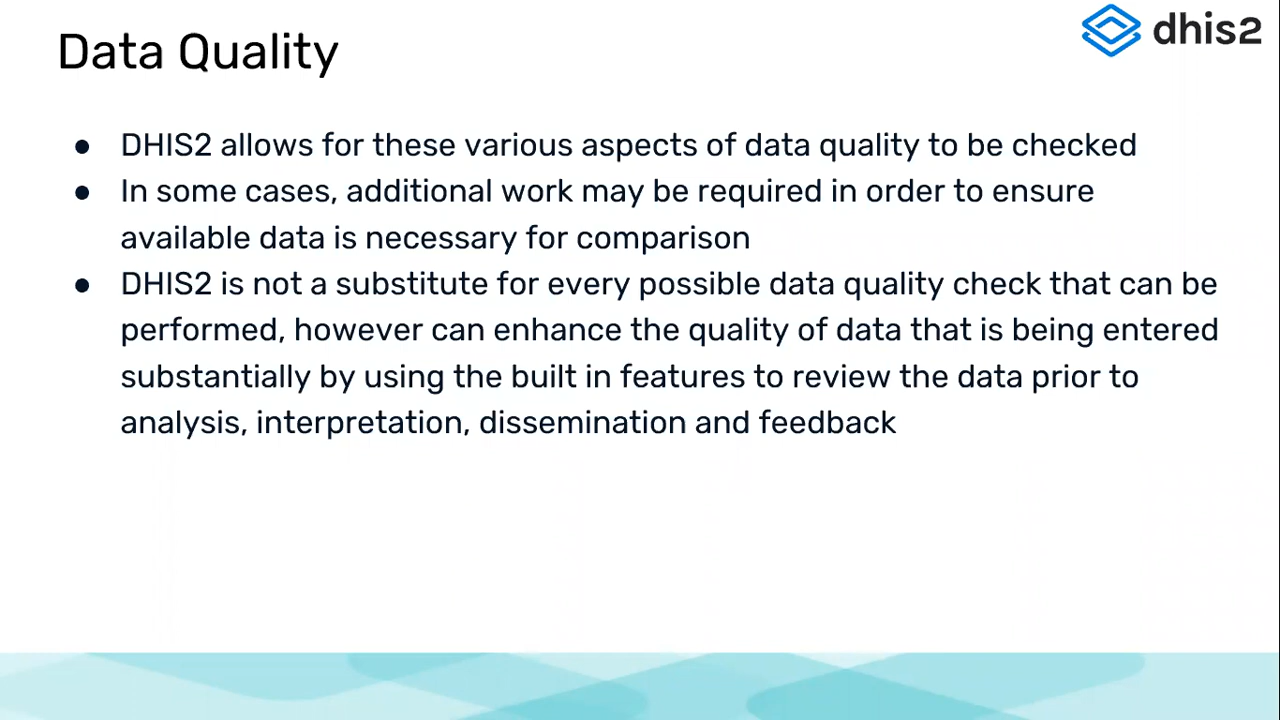 Data Quality
dhis2
● DHIS2 allows for these various aspects of data quality to be checked
● In some cases, additional work may be required in order to ensure
available data is necessary for comparison
● DHIS2 is not a substitute for every possible data quality check that can be
performed, however can enhance the quality of data that is being entered
substantially by using the built in features to review the data prior to
analysis, interpretation, dissemination and feedback